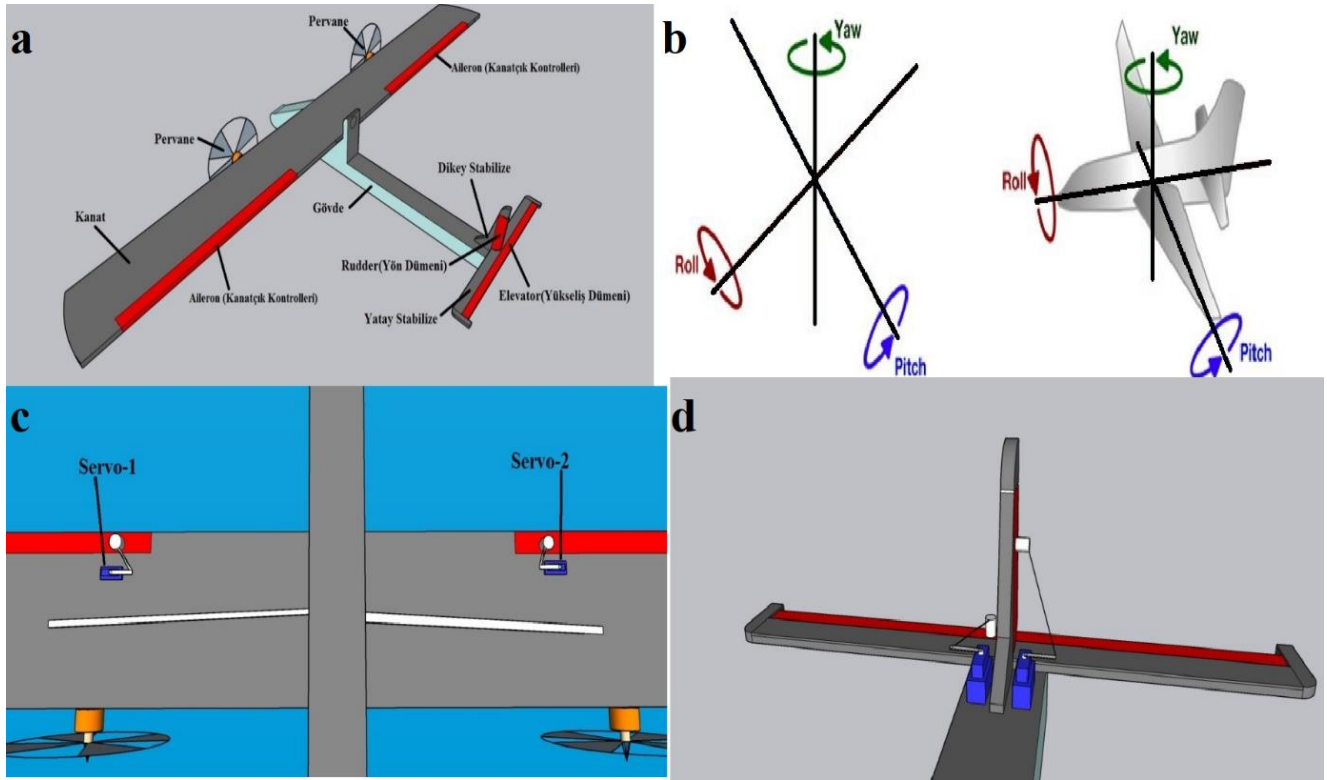 a
Pervane
Aileron (Kanatçık Kontrolleri)
Pervane
Dikey Stabilize
Gövde
Kanat
Rudder(Yön Dümeni)
Elevator(Yükseliş Dümeni)
Aileron (Kanatçık Kontrolleri)
Yatay Stabilize
b
Yaw
Roll
Pitch
Yaw
Roll
Pitch
c
Servo-1
Servo-2
d